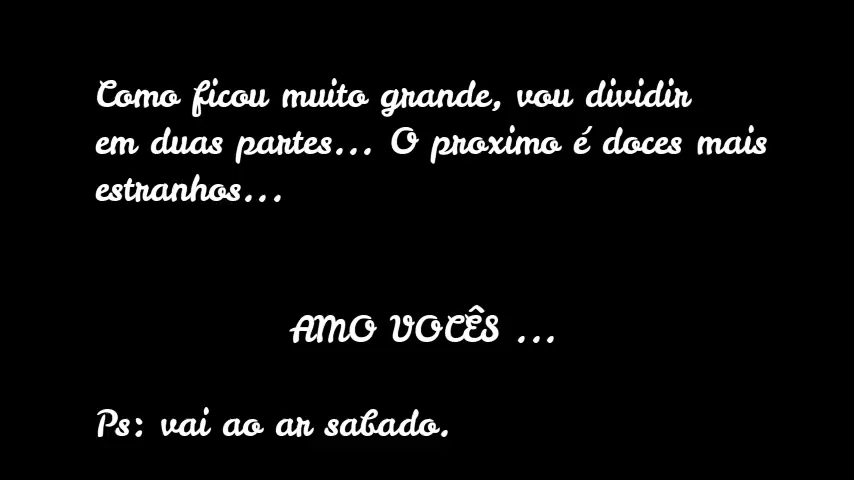 Como ficou muito grande, vou dividir
em duas partes... O proximo é doces mais
estranhos...
AMO VOCÊS ...
Ps: vai ao ar sabado.